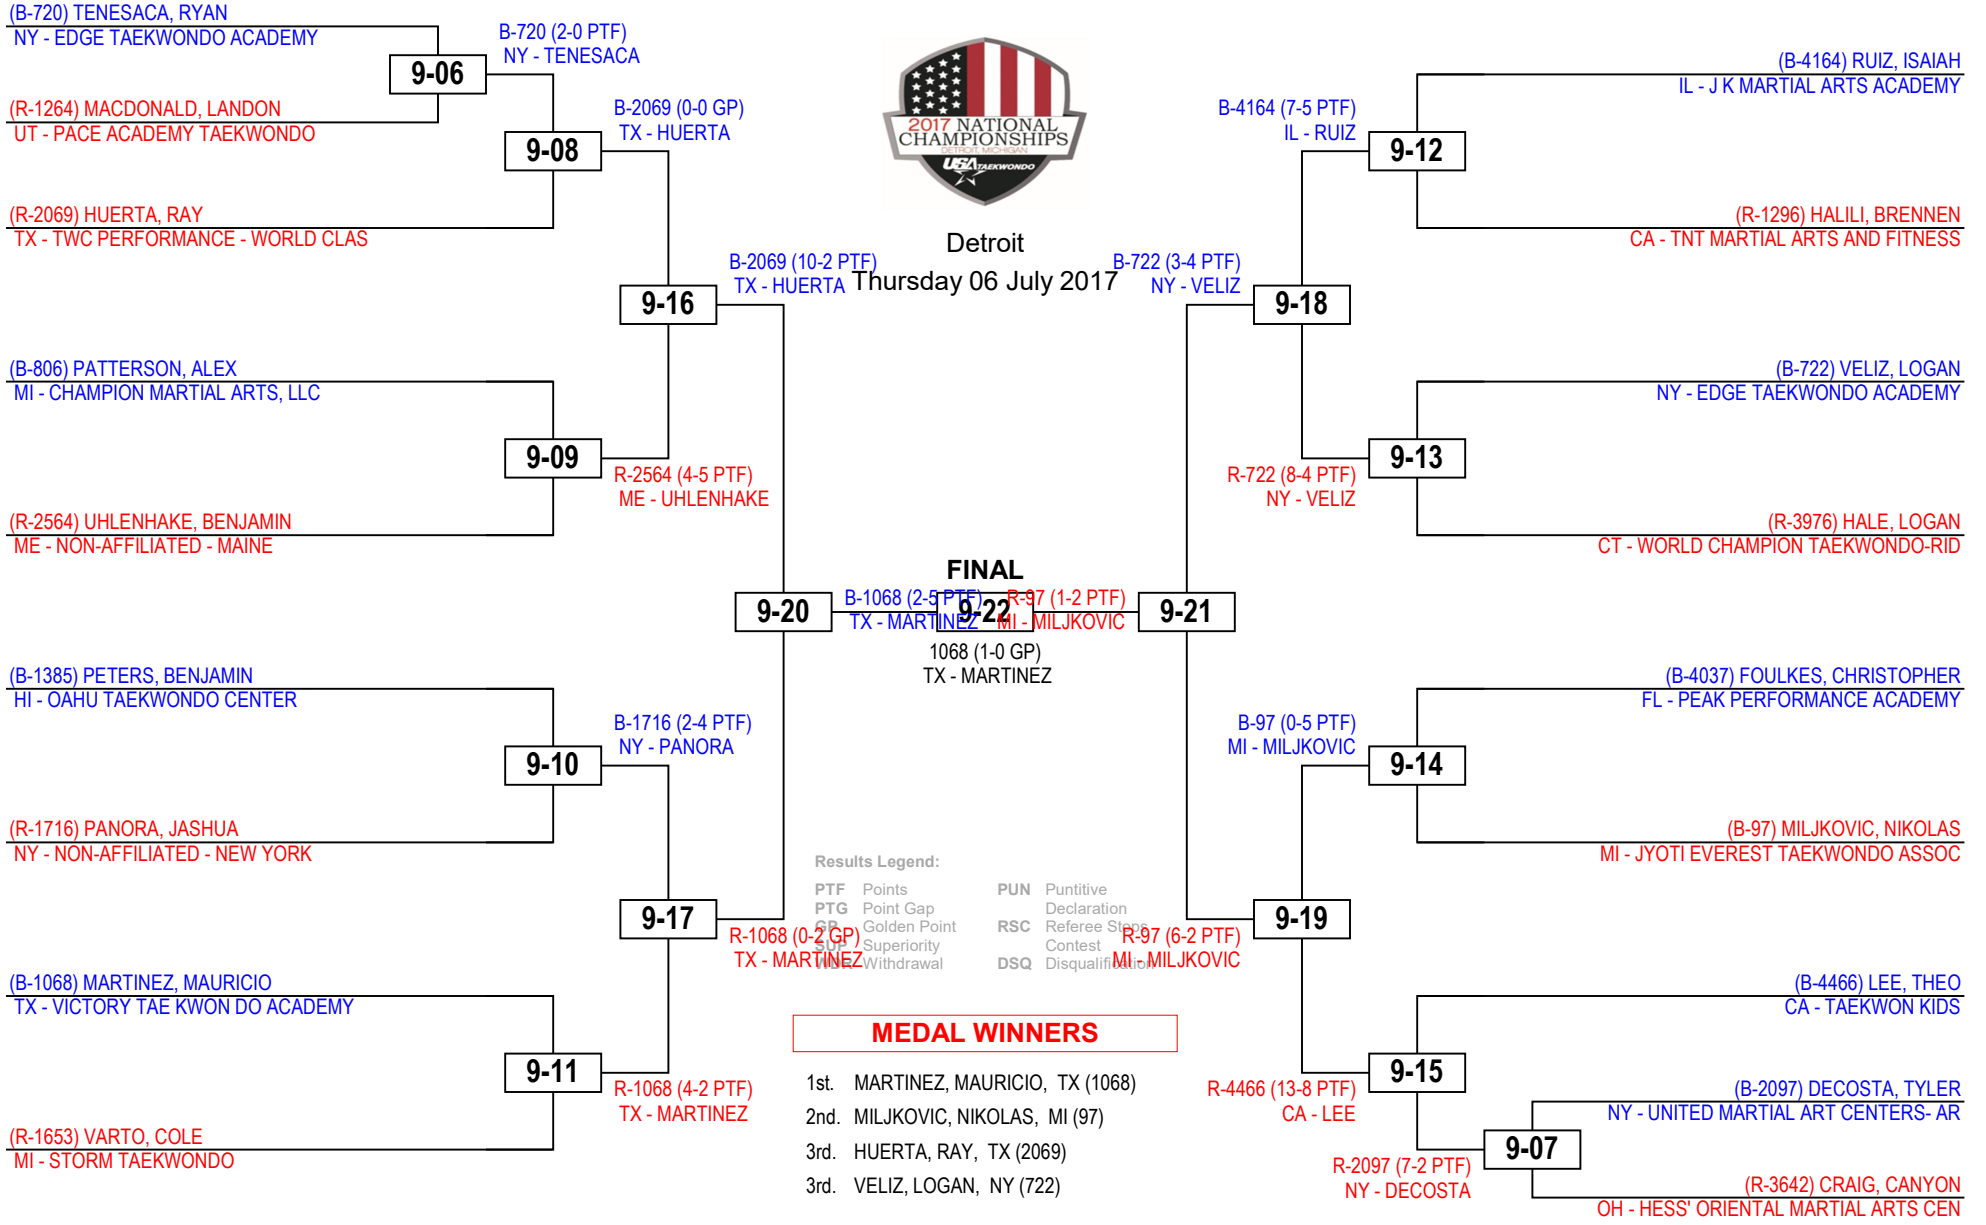 (B-720) TENESACA, RYAN
NY - EDGE TAEKWONDO ACADEMY
9-06
B-720 (2-0 PTF)
NY - TENESACA
(R-1264) MACDONALD, LANDON
UT - PACE ACADEMY TAEKWONDO
B-2069 (0-0 GP)
TX - HUERTA
9-08
(R-2069) HUERTA, RAY
TX - TWC PERFORMANCE - WORLD CLAS
B-2069 (10-2 PTF)
TX - HUERTA
9-16
(B-806) PATTERSON, ALEX
MI - CHAMPION MARTIAL ARTS, LLC
9-09
R-2564 (4-5 PTF)
ME - UHLENHAKE
(R-2564) UHLENHAKE, BENJAMIN
ME - NON-AFFILIATED - MAINE
9-20
B-1068 (2-5 PTF)
TX - MARTINEZ
(B-1385) PETERS, BENJAMIN
HI - OAHU TAEKWONDO CENTER
B-1716 (2-4 PTF)
NY - PANORA
9-10
(R-1716) PANORA, JASHUA
NY - NON-AFFILIATED - NEW YORK
9-17
R-1068 (0-2 GP)
TX - MARTINEZ
(B-1068) MARTINEZ, MAURICIO
TX - VICTORY TAE KWON DO ACADEMY
9-11
R-1068 (4-2 PTF)
TX - MARTINEZ
(R-1653) VARTO, COLE
MI - STORM TAEKWONDO
2017 NATIONAL
CHAMPIONSHIPS
DETROIT, MICHIGAN
USA TAEKWONDO
Detroit
Thursday 06 July 2017
FINAL
9-22
1068 (1-0 GP)
TX - MARTINEZ
Results Legend:
PTF Points
PTG Point Gap
GP Golden Point
SUP Superiority
WDR Withdrawal
PUN Puntitive
Declaration
RSC Referee Stops
Contest
DSQ Disqualification
MEDAL WINNERS
1st. MARTINEZ, MAURICIO, TX (1068)
2nd. MILJKOVIC, NIKOLAS, MI (97)
3rd. HUERTA, RAY, TX (2069)
3rd. VELIZ, LOGAN, NY (722)
(B-4164) RUIZ, ISAIAH
IL - J K MARTIAL ARTS ACADEMY
B-4164 (7-5 PTF)
IL - RUIZ
9-12
(R-1296) HALILI, BRENNEN
CA - TNT MARTIAL ARTS AND FITNESS
B-722 (3-4 PTF)
NY - VELIZ
9-18
(B-722) VELIZ, LOGAN
NY - EDGE TAEKWONDO ACADEMY
9-13
R-722 (8-4 PTF)
NY - VELIZ
(R-3976) HALE, LOGAN
CT - WORLD CHAMPION TAEKWONDO-RID
R-97 (1-2 PTF)
MI - MILJKOVIC
9-21
(B-4037) FOULKES, CHRISTOPHER
FL - PEAK PERFORMANCE ACADEMY
B-97 (0-5 PTF)
MI - MILJKOVIC
9-14
(B-97) MILJKOVIC, NIKOLAS
MI - JYOTI EVEREST TAEKWONDO ASSOC
9-19
R-97 (6-2 PTF)
MI - MILJKOVIC
(B-4466) LEE, THEO
CA - TAEKWON KIDS
9-15
R-4466 (13-8 PTF)
CA - LEE
(B-2097) DECOSTA, TYLER
NY - UNITED MARTIAL ART CENTERS- AR
9-07
R-2097 (7-2 PTF)
NY - DECOSTA
(R-3642) CRAIG, CANYON
OH - HESS' ORIENTAL MARTIAL ARTS CEN